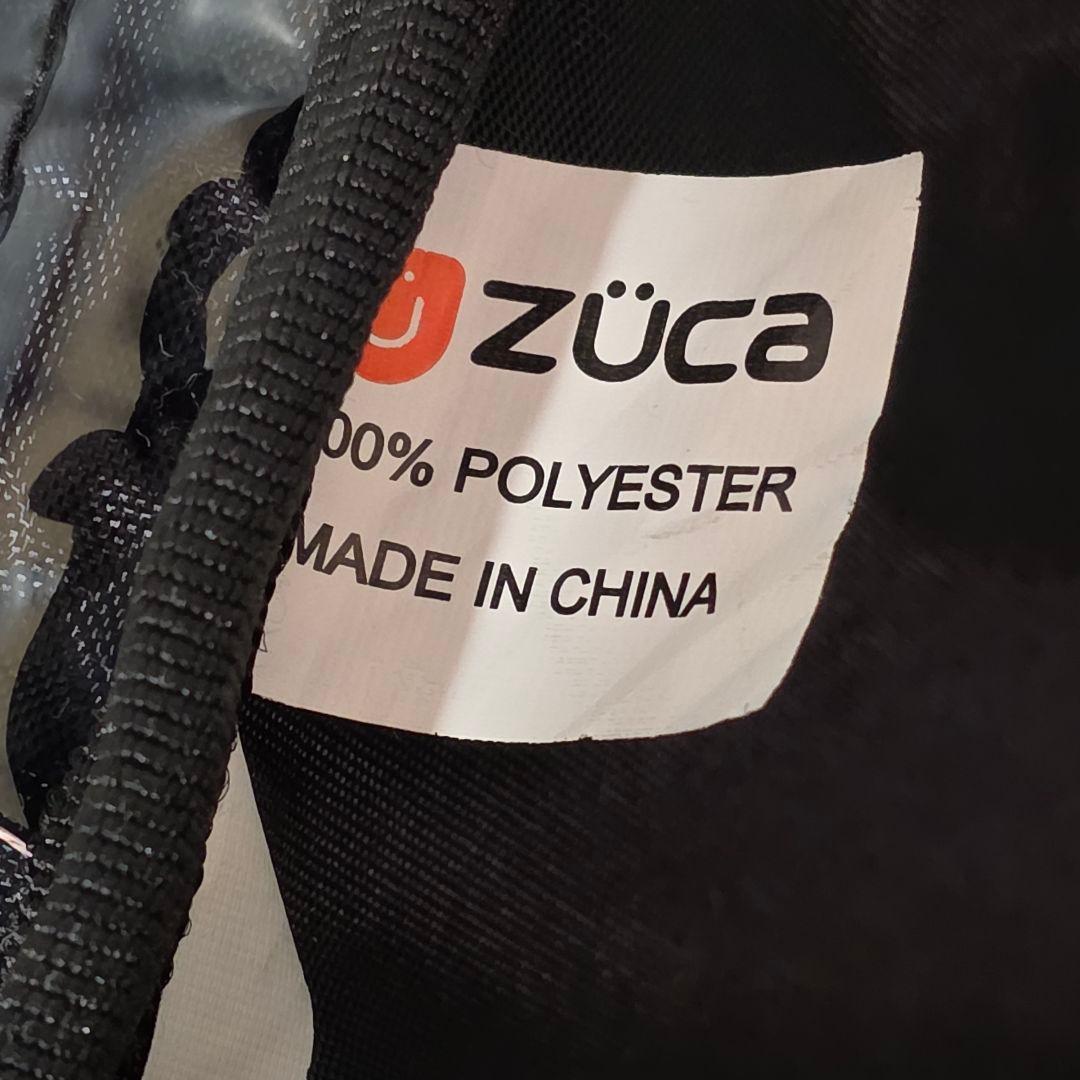 ü züca
00% POLYESTER
MADE IN CHINA